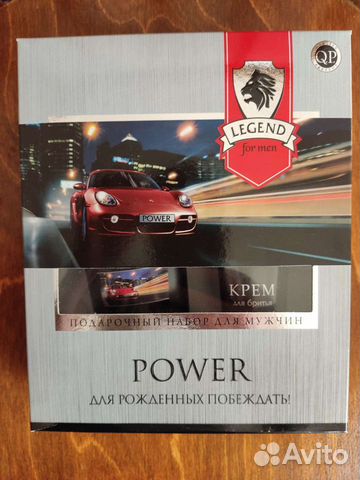 QP
LEGEND
for men
POWER
КРЕМ
для бритья
ПОДАРОЧНЫЙ НАБОР ДЛЯ МУЖЧИН
POWER
ДЛЯ РОЖДЕННЫХ ПОБЕЖДАТЬ!
Avito